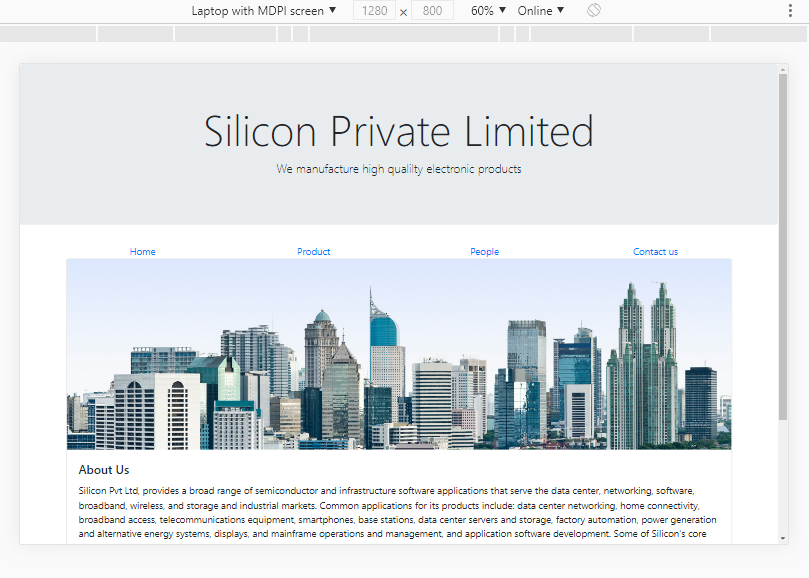 Laptop with MDPI screen ▼ 1280 × 800 60% ▼ Online ▼
Silicon Private Limited
We manufacture high qualilty electronic products
Home Product People Contact us
About Us
Silicon Pvt Ltd, provides a broad range of semiconductor and infrastructure software applications that serve the data center, networking, software,
broadband, wireless, and storage and industrial markets. Common applications for its products include: data center networking, home connectivity,
broadband access, telecommunications equipment, smartphones, base stations, data center servers and storage, factory automation, power generation
and alternative energy systems, displays, and mainframe operations and management, and application software development. Some of Silicon's core